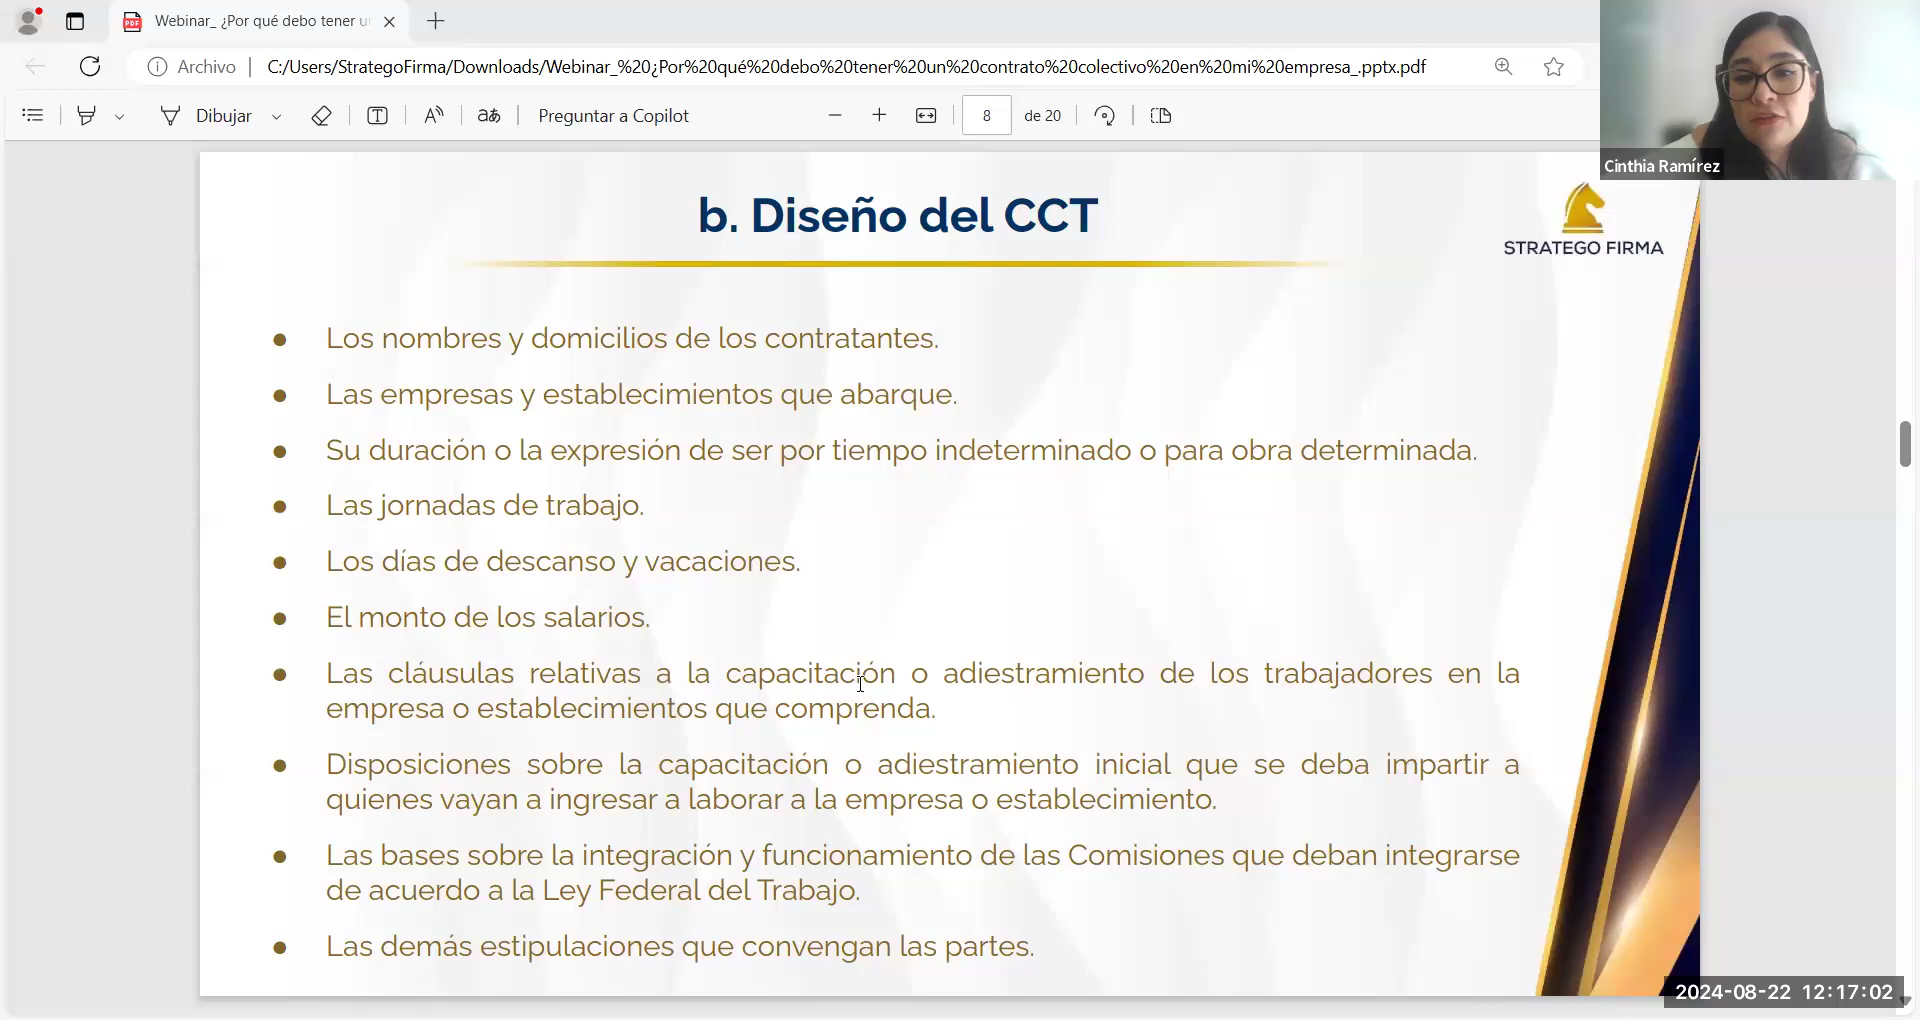 Webinar_ ¿Por qué debo tener u
Archivo
C:/Users/StrategoFirma/Downloads/Webinar_%20¿Por%20qué%20debo%20tener%20un%20contrato%20colectivo%20en%20mi%20empresa_.pptx.pdf
Dibujar
Preguntar a Copilot
8
de 20
Cinthia Ramírez
b. Diseño del CCT
STRATEGO FIRMA
Los nombres y domicilios de los contratantes.
Las empresas y establecimientos que abarque.
Su duración o la expresión de ser por tiempo indeterminado o para obra determinada.
Las jornadas de trabajo.
Los días de descanso y vacaciones.
El monto de los salarios.
Las cláusulas relativas a la capacitación o adiestramiento de los trabajadores en la
empresa o establecimientos que comprenda.
Disposiciones sobre la capacitación o adiestramiento inicial que se deba impartir a
quienes vayan a ingresar a laborar a la empresa o establecimiento.
Las bases sobre la integración y funcionamiento de las Comisiones que deban integrarse
de acuerdo a la Ley Federal del Trabajo.
Las demás estipulaciones que convengan las partes.
2024-08-22 12:17:02